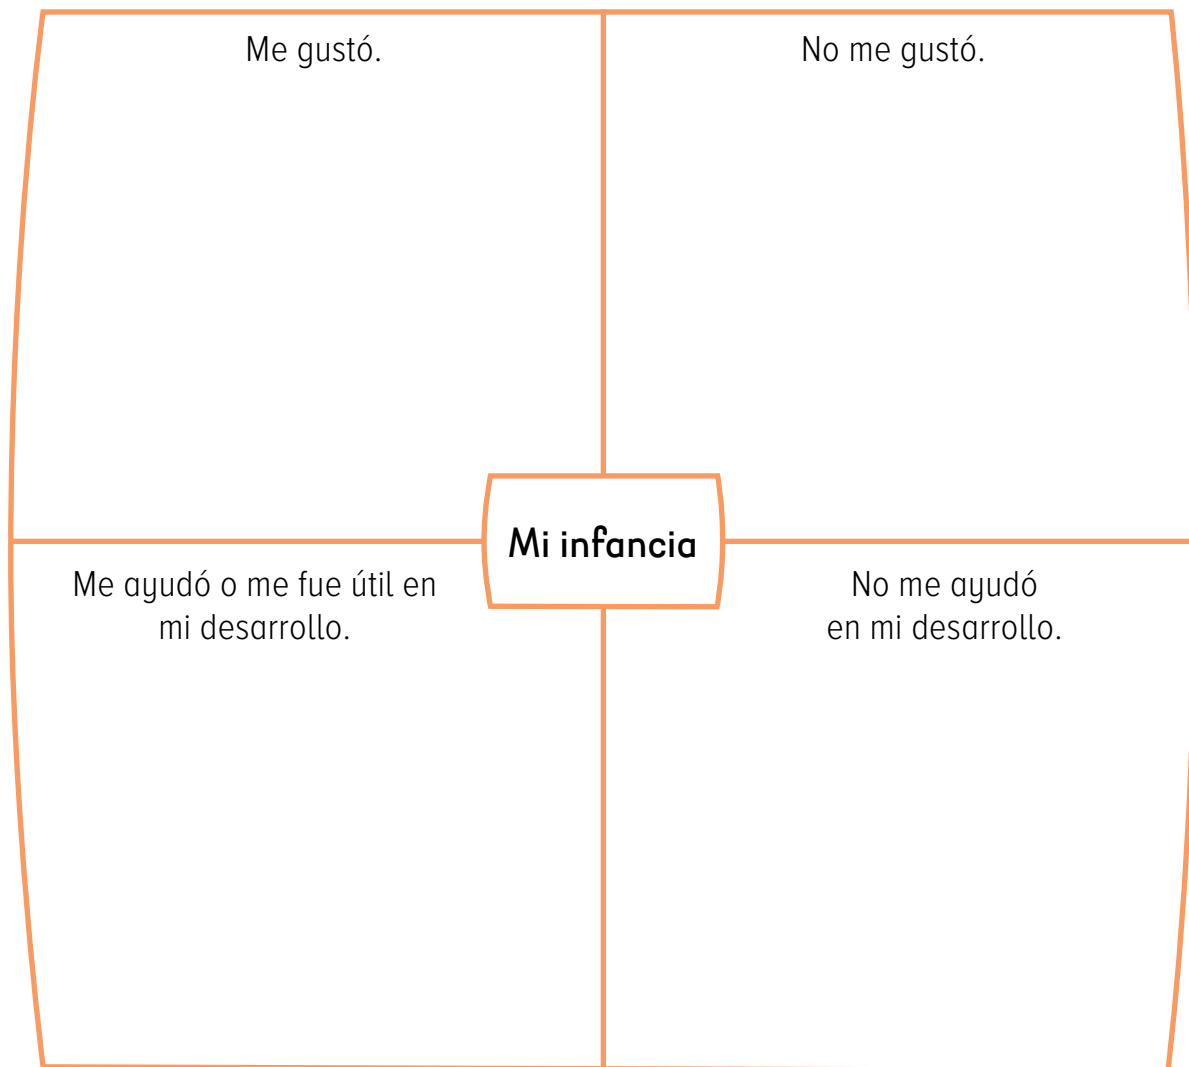 Me gustó.
No me gustó.
Mi infancia
Me ayudó o me fue útil en
mi desarrollo.
No me ayudó
en mi desarrollo.